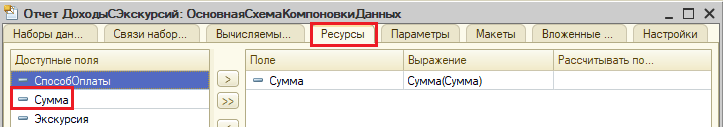 Отчет ДоходыСЭкскурсий: ОсновнаяСхемаКомпоновкиДанных
Наборы дан... Связи набор... Вычисляемы... Ресурсы Параметры Макеты Вложенные ... Настройки
Доступные поля Поле Выражение Рассчитывать по...
СпособОплаты > Сумма Сумма(Сумма)
Сумма >>
Экскурсия <